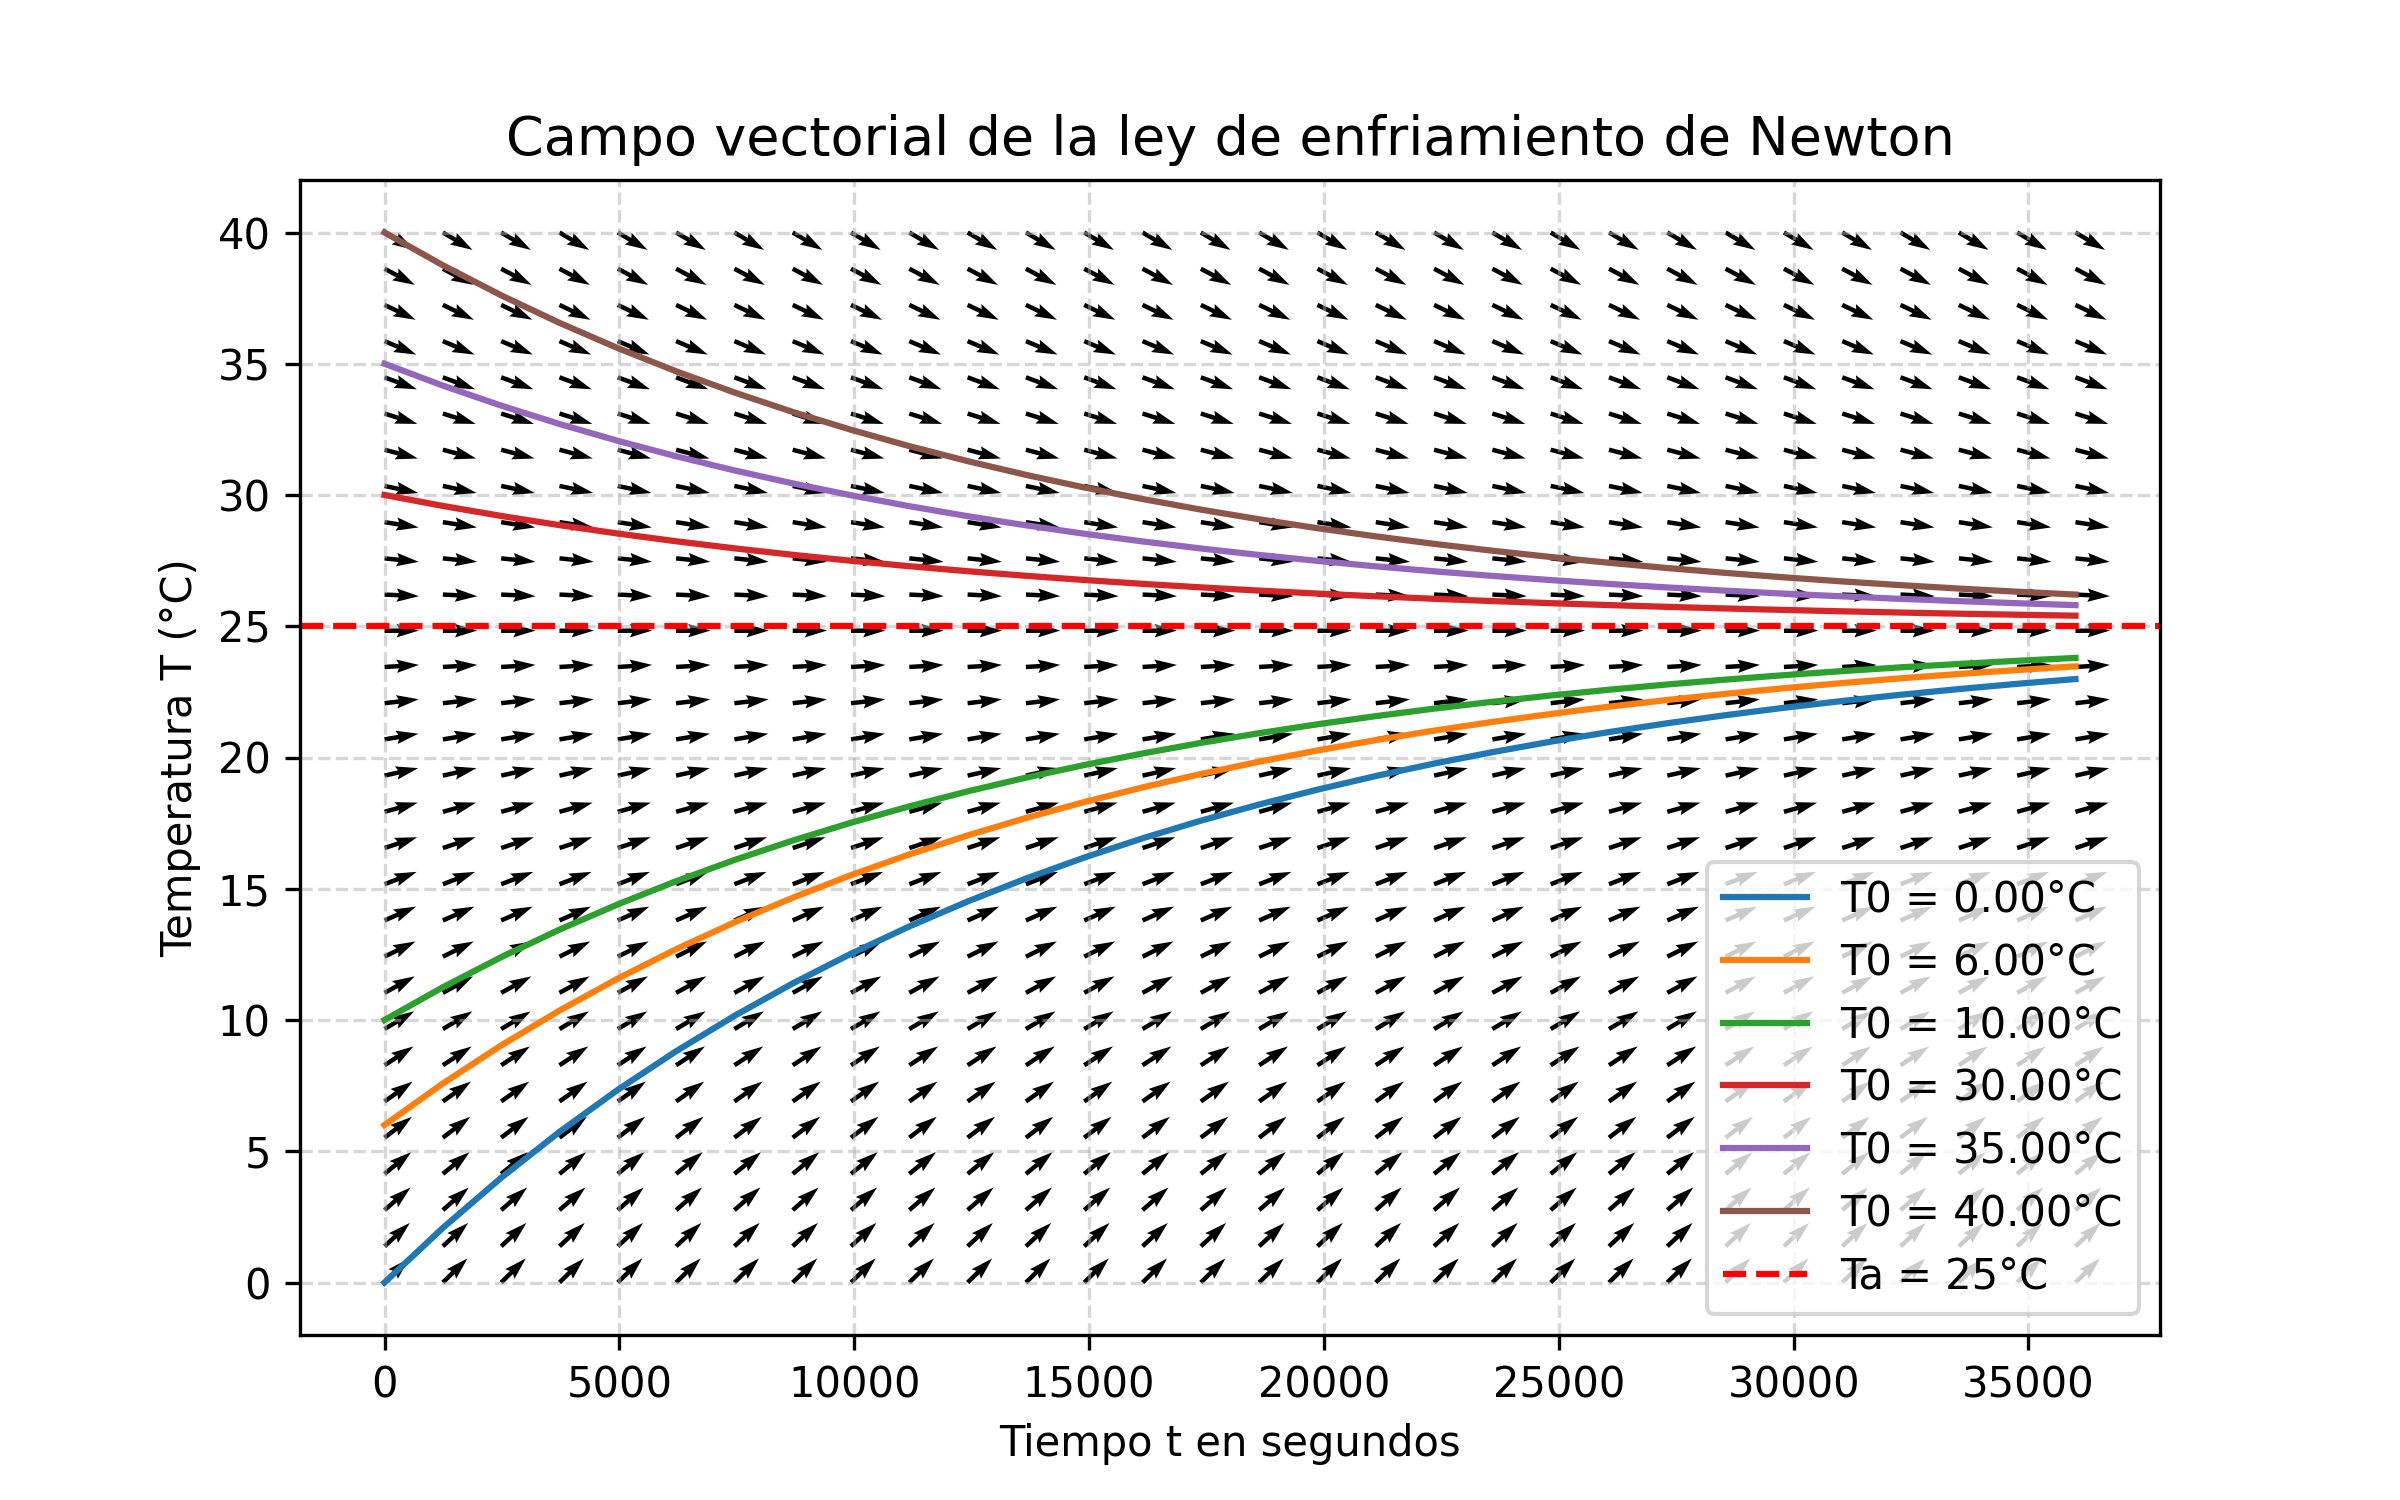 Campo vectorial de la ley de enfriamiento de Newton
Temperatura T (°C)
40
35
30
25
20
15
10
5
0
T0 = 0.00°C
T0 = 6.00°C
T0 = 10.00°C
T0 = 30.00°C
T0 = 35.00°C
T0 = 40.00°C
Ta = 25°C
0 5000 10000 15000 20000 25000 30000 35000
Tiempo t en segundos